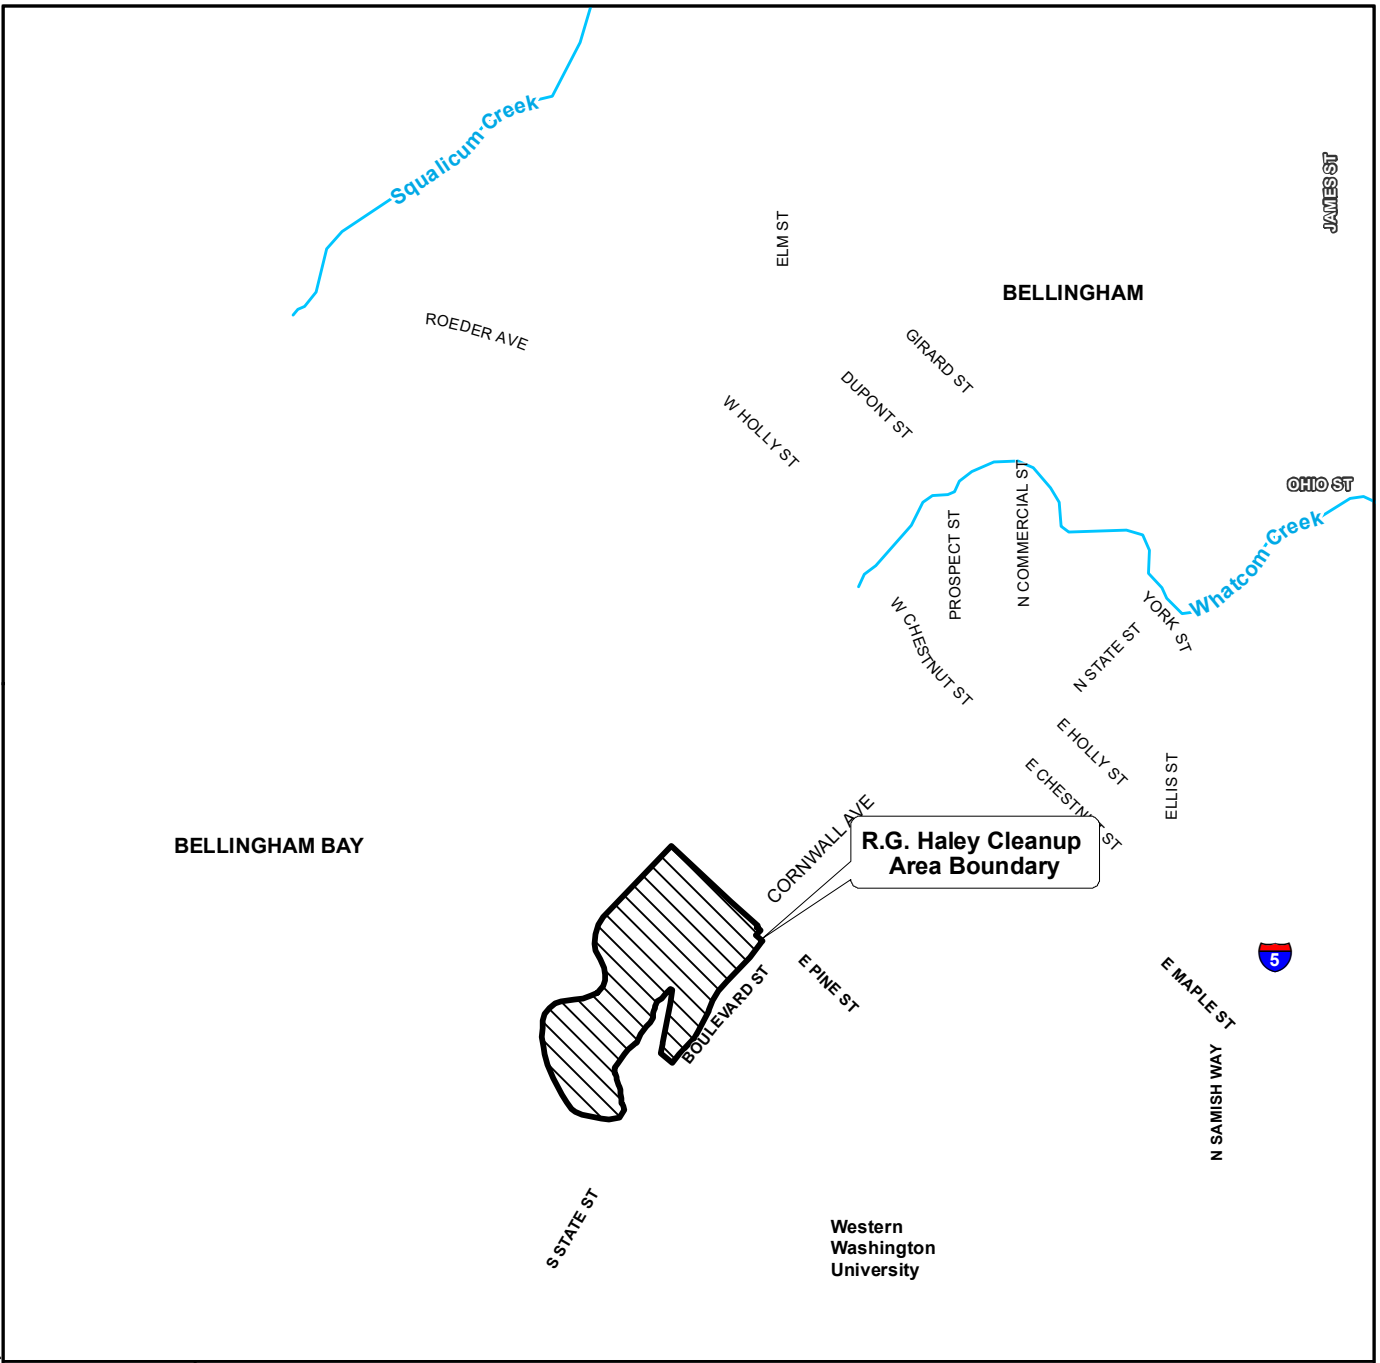 Squalicum Creek
JAMES ST
ELM ST
BELLINGHAM
ROEDER AVE
GIRARD ST
DUPONT ST
W HOLLY ST
N COMMERCIAL ST
OHIO ST
PROSPECT ST
Whatcom Creek
W CHESTNUT ST
YORK ST
N STATE ST
E HOLLY ST
E CHESTNUT ST
ELLIS ST
CORNWALL AVE
BELLINGHAM BAY
R.G. Haley Cleanup
Area Boundary
5
BOULEVARD ST
E PINE ST
E MAPLE ST
N SAMISH WAY
S STATE ST
Western
Washington
University